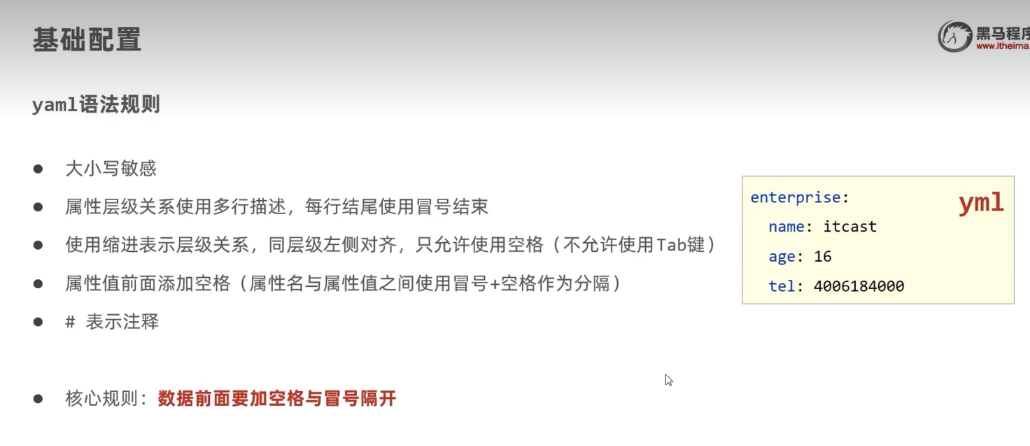 基础配置
黑马程序
www.itheima.
yaml语法规则
● 大小写敏感
● 属性层级关系使用多行描述，每行结尾使用冒号结束
● 使用缩进表示层级关系，同层级左侧对齐，只允许使用空格（不允许使用Tab键）
● 属性值前面添加空格（属性名与属性值之间使用冒号+空格作为分隔）
● # 表示注释
● 核心规则：数据前面要加空格与冒号隔开
enterprise:
yml
name: itcast
age: 16
tel: 4006184000